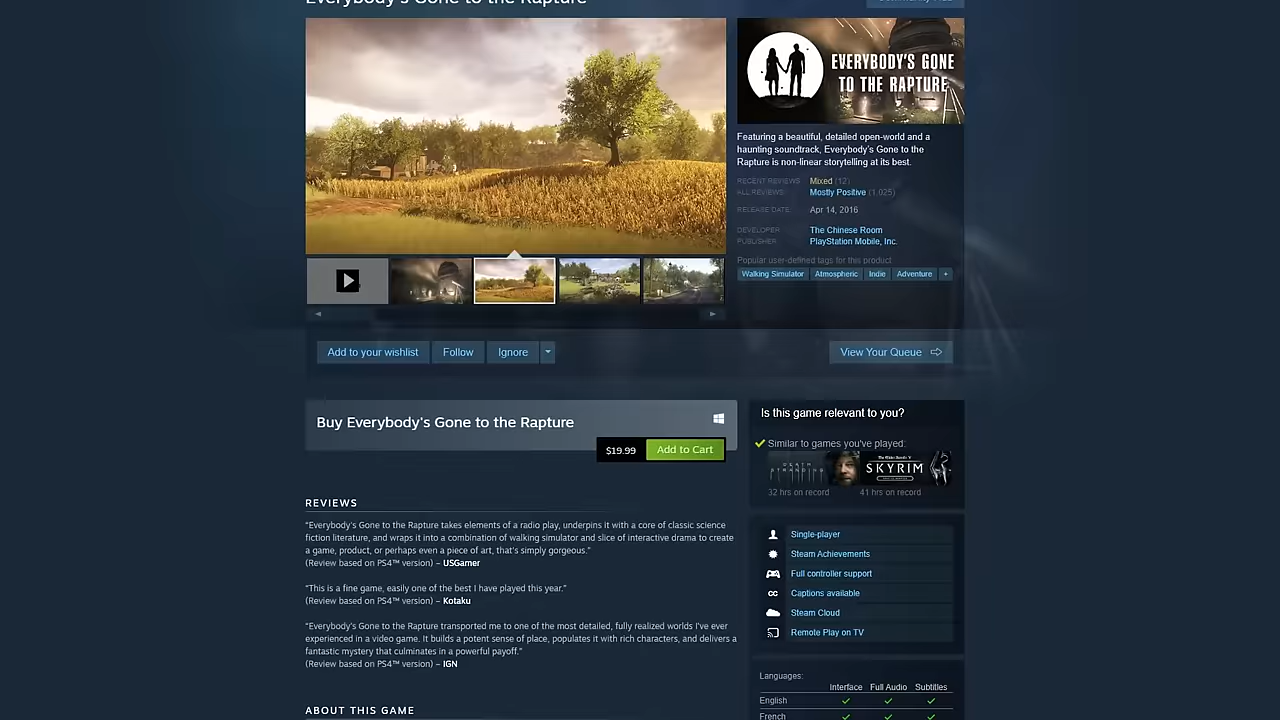 Everybody's Gone to the Rapture
EVERYBODY'S GONE
TO THE RAPTURE
Featuring a beautiful, detailed open-world and a
haunting soundtrack, Everybody's Gone to the
Rapture is non-linear storytelling at its best.
RECENT REVIEWS: Mixed (12)
ALL REVIEWS: Mostly Positive (1,025)
RELEASE DATE: Apr 14, 2016
DEVELOPER: The Chinese Room
PUBLISHER: PlayStation Mobile, Inc.
Popular user-defined tags for this product
Walking Simulator Atmospheric Indie Adventure +
Add to your wishlist Follow Ignore View Your Queue
Buy Everybody's Gone to the Rapture
$19.99 Add to Cart
Is this game relevant to you?
Similar to games you've played:
DEATH
STRANDING
The Elder Scrolls V
SKYRIM
32 hrs on record 41 hrs on record
REVIEWS
“Everybody's Gone to the Rapture takes elements of a radio play, underpins it with a core of classic science
fiction literature, and wraps it into a combination of walking simulator and slice of interactive drama to create
a game, product, or perhaps even a piece of art, that's simply gorgeous.”
(Review based on PS4™ version) – USGamer
“This is a fine game, easily one of the best I have played this year.”
(Review based on PS4™ version) – Kotaku
“Everybody's Gone to the Rapture transported me to one of the most detailed, fully realized worlds I've ever
experienced in a video game. It builds a potent sense of place, populates it with rich characters, and delivers a
fantastic mystery that culminates in a powerful payoff.”
(Review based on PS4™ version) – IGN
ABOUT THIS GAME
Single-player
Steam Achievements
Full controller support
CC Captions available
Steam Cloud
Remote Play on TV
Languages:
Interface Full Audio Subtitles
English
French